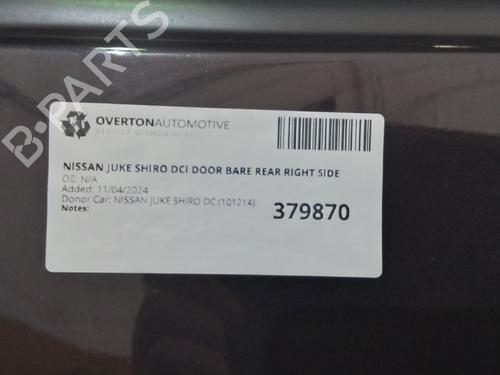 B-PARTS
OVERTONAUTOMOTIVE
VEHICLE DISMANTLERS
NISSAN JUKE SHIRO DCI DOOR BARE REAR RIGHT SIDE
OE: N/A
Added: 11/04/2024
Donor Car: NISSAN JUKE SHIRO DC (101214)
Notes:
379870